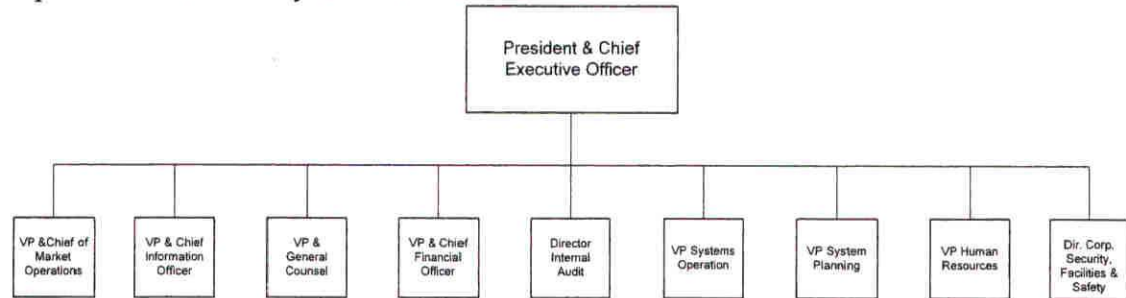 President & Chief
Executive Officer
VP &Chief of
Market
Operations
VP & Chief
Information
Officer
VP &
General
Counsel
VP & Chief
Financial
Officer
Director
Internal
Audit
VP Systems
Operation
VP System
Planning
VP Human
Resources
Dir. Corp.
Security,
Facilities &
Safety